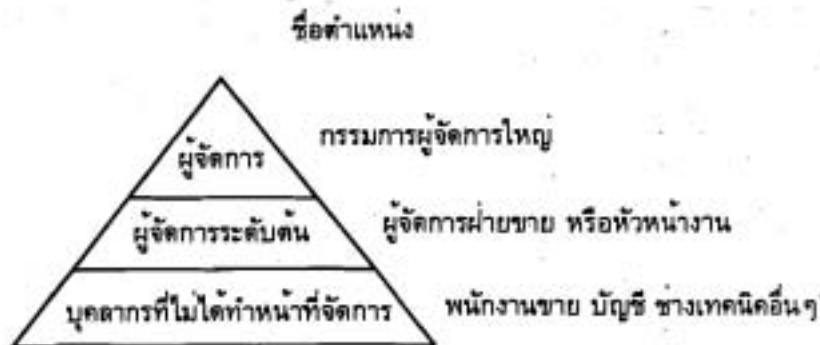 ชื่อตำแหน่ง
ผู้จัดการ กรรมการผู้จัดการใหญ่
ผู้จัดการระดับต้น ผู้จัดการฝ่ายขาย หรือหัวหน้างาน
บุคลากรที่ไม่ได้ทำหน้าที่จัดการ พนักงานขาย บัญชี ช่างเทคนิคอื่นๆ